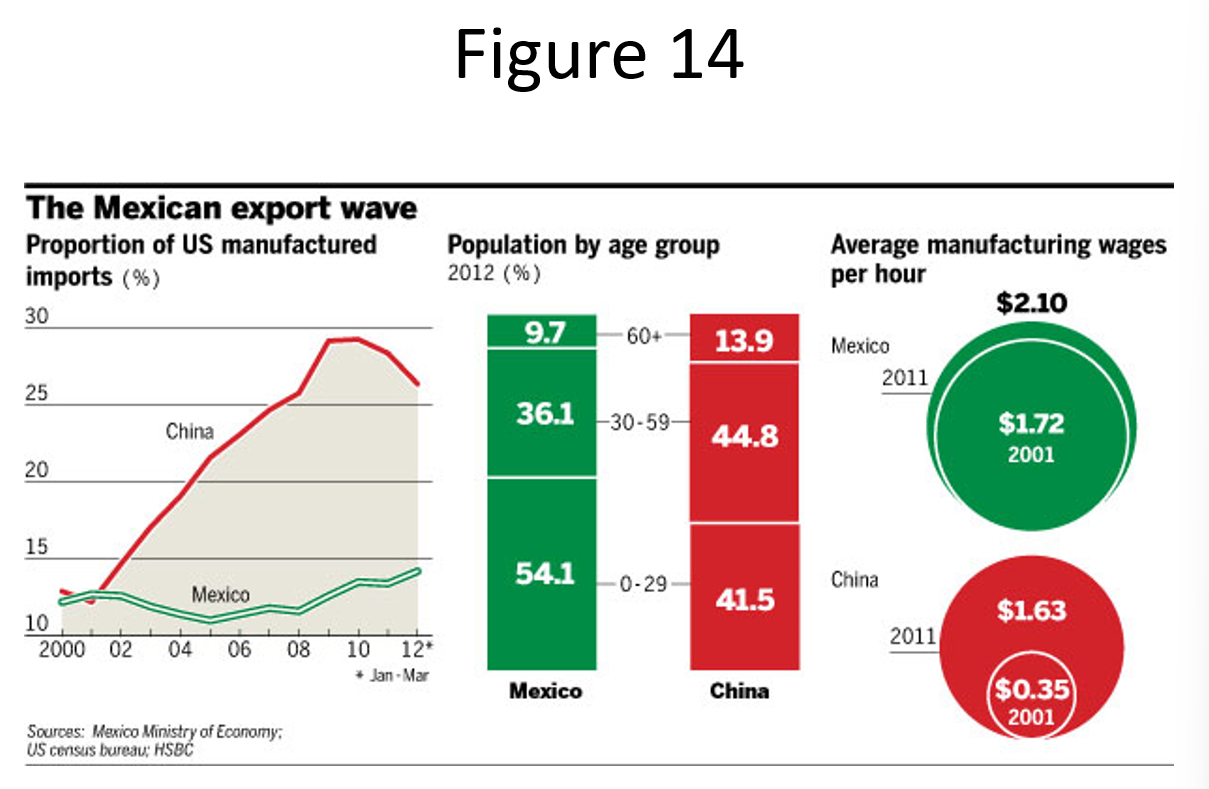 Figure 14
The Mexican export wave
Proportion of US manufactured
imports (%)
30
25
20
15
10
China
Mexico
2000 02 04 06 08 10 12*
* Jan-Mar
Population by age group
2012 (%)
9.7 60+ 13.9
36.1 30-59 44.8
54.1 0-29 41.5
Mexico China
Average manufacturing wages
per hour
$2.10
Mexico
2011
$1.72
2001
China
$1.63
2011
$0.35
2001
Sources: Mexico Ministry of Economy;
US census bureau; HSBC